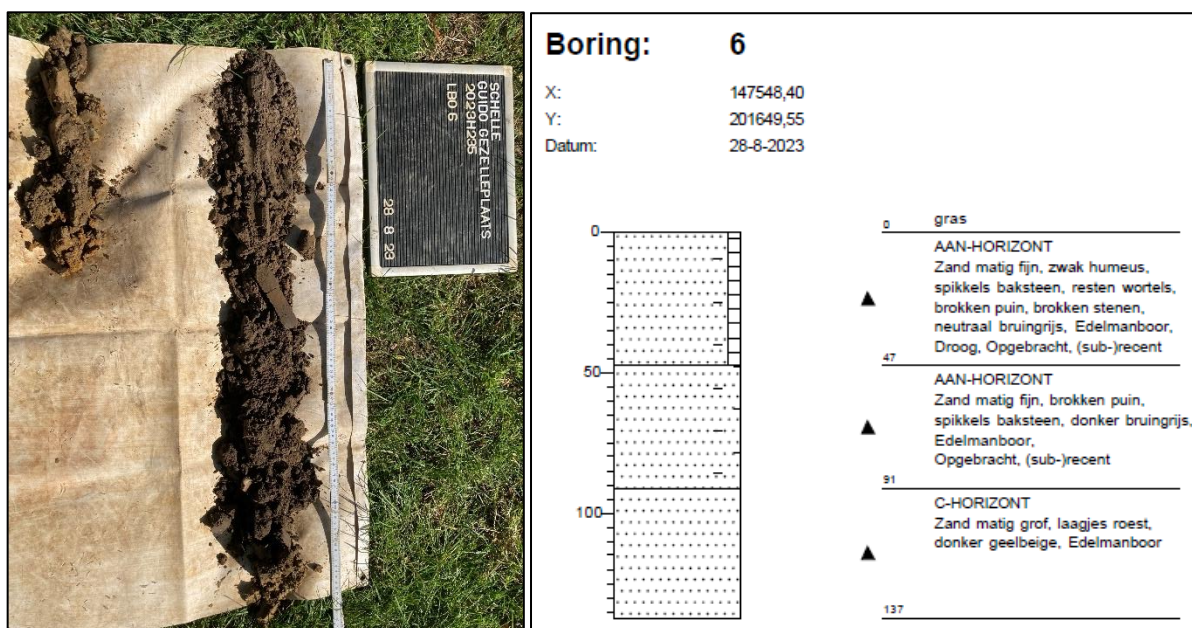 SCHELLE
GUIDO GEZELLEPLAATS
2023H235
LBO 6
28 8 23
Boring: 6
X: 147548,40
Y: 201649,55
Datum: 28-8-2023
0
50
100
0 gras
AAN-HORIZONT
Zand matig fijn, zwak humeus,
spikkels baksteen, resten wortels,
brokken puin, brokken stenen,
neutraal bruingrijs, Edelmanboor,
Droog, Opgebracht, (sub-)recent
47
AAN-HORIZONT
Zand matig fijn, brokken puin,
spikkels baksteen, donker bruingrijs,
Edelmanboor,
Opgebracht, (sub-)recent
91
C-HORIZONT
Zand matig grof, laagjes roest,
donker geelbeige, Edelmanboor
137